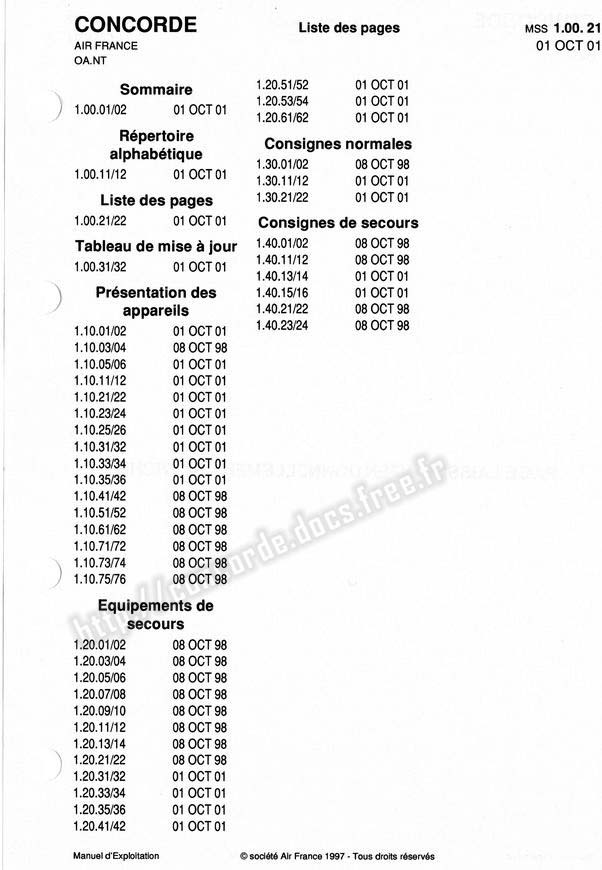 CONCORDE
AIR FRANCE
OA.NT
Liste des pages
MSS 1.00. 21
01 OCT 01
Sommaire
1.00.01/02 01 OCT 01
Répertoire
alphabétique
1.00.11/12 01 OCT 01
Liste des pages
1.00.21/22 01 OCT 01
Tableau de mise à jour
1.00.31/32 01 OCT 01
Présentation des
appareils
1.10.01/02 01 OCT 01
1.10.03/04 08 OCT 98
1.10.05/06 01 OCT 01
1.10.11/12 01 OCT 01
1.10.21/22 01 OCT 01
1.10.23/24 01 OCT 01
1.10.25/26 01 OCT 01
1.10.31/32 01 OCT 01
1.10.33/34 01 OCT 01
1.10.35/36 01 OCT 01
1.10.41/42 08 OCT 98
1.10.51/52 08 OCT 98
1.10.61/62 08 OCT 98
1.10.71/72 08 OCT 98
1.10.73/74 08 OCT 98
1.10.75/76 08 OCT 98
Equipements de
secours
1.20.01/02 08 OCT 98
1.20.03/04 08 OCT 98
1.20.05/06 08 OCT 98
1.20.07/08 08 OCT 98
1.20.09/10 08 OCT 98
1.20.11/12 08 OCT 98
1.20.13/14 08 OCT 98
1.20.21/22 08 OCT 98
1.20.31/32 01 OCT 01
1.20.33/34 01 OCT 01
1.20.35/36 01 OCT 01
1.20.41/42 01 OCT 01
1.20.51/52 01 OCT 01
1.20.53/54 01 OCT 01
1.20.61/62 01 OCT 01
Consignes normales
1.30.01/02 08 OCT 98
1.30.11/12 01 OCT 01
1.30.21/22 01 OCT 01
Consignes de secours
1.40.01/02 08 OCT 98
1.40.11/12 08 OCT 98
1.40.13/14 08 OCT 98
1.40.15/16 01 OCT 01
1.40.21/22 08 OCT 98
1.40.23/24 08 OCT 98
http://concorde.docs.free.fr
Manuel d'Exploitation
© société Air France 1997 - Tous droits réservés